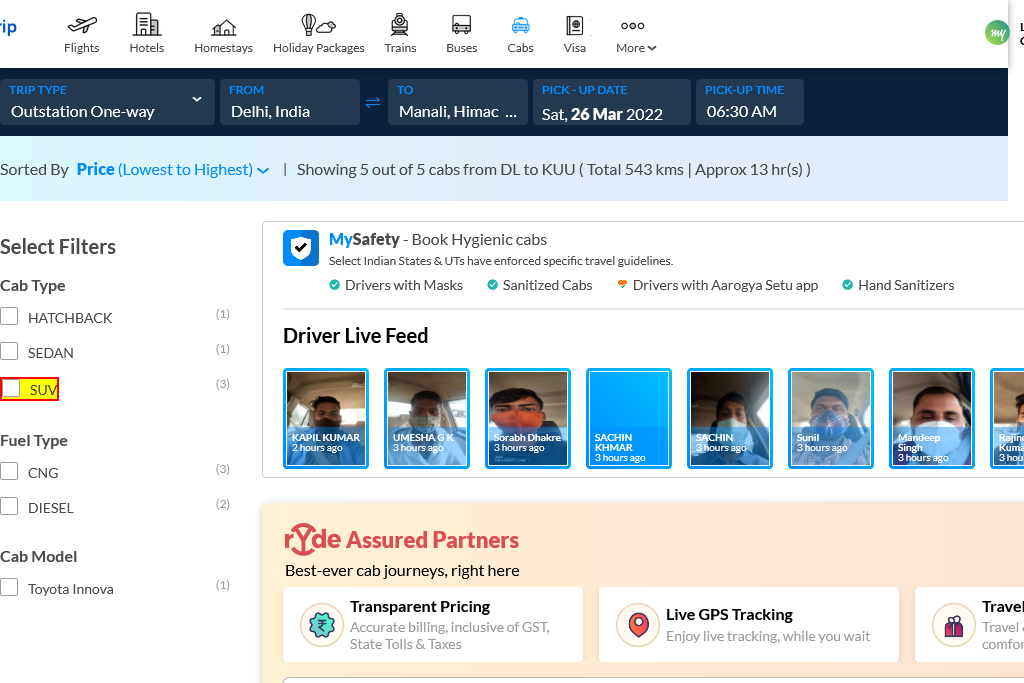 rip
Flights
Hotels
Homestays
Holiday Packages
Trains
Buses
Cabs
Visa
More
my
TRIP TYPE
Outstation One-way
FROM
Delhi, India
TO
Manali, Himac ...
PICK - UP DATE
Sat, 26 Mar 2022
PICK-UP TIME
06:30 AM
Sorted By Price (Lowest to Highest) | Showing 5 out of 5 cabs from DL to KUU ( Total 543 kms | Approx 13 hr(s) )
Select Filters
Cab Type
HATCHBACK (1)
SEDAN (1)
SUV (3)
Fuel Type
CNG (3)
DIESEL (2)
Cab Model
Toyota Innova (1)
MySafety - Book Hygienic cabs
Select Indian States & UTs have enforced specific travel guidelines.
Drivers with Masks
Sanitized Cabs
Drivers with Aarogya Setu app
Hand Sanitizers
Driver Live Feed
KAPIL KUMAR
2 hours ago
UMESHA G K
3 hours ago
Sorabh Dhakre
3 hours ago
SACHIN
KHMAR
3 hours ago
SACHIN
3 hours ago
Sunil
3 hours ago
Mandeep
Singh
3 hours ago
Rajin
Kuma
3 hou
rYde Assured Partners
Best-ever cab journeys, right here
Transparent Pricing
Accurate billing, inclusive of GST,
State Tolls & Taxes
Live GPS Tracking
Enjoy live tracking, while you wait
Travel
Travel
comfor